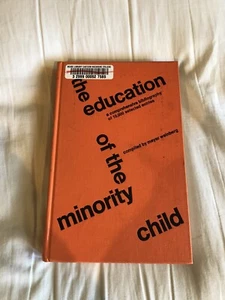 the
education
a comprehensive bibliography
of 10,000 selected entries
of the
compiled by meyer weinberg
minority
child